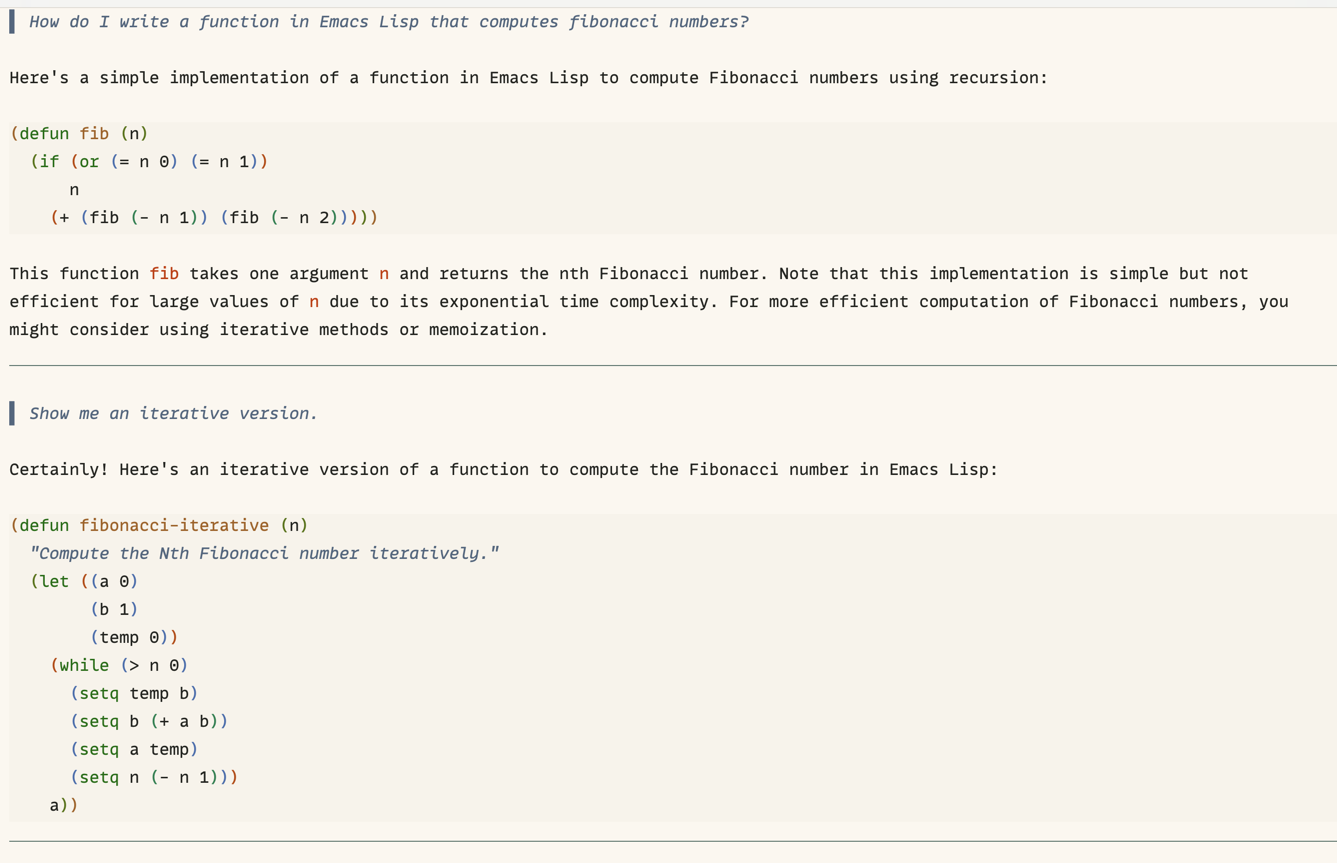 How do I write a function in Emacs Lisp that computes fibonacci numbers?
Here's a simple implementation of a function in Emacs Lisp to compute Fibonacci numbers using recursion:
(defun fib (n)
  (if (or (= n 0) (= n 1))
      n
    (+ (fib (- n 1)) (fib (- n 2)))))
This function fib takes one argument n and returns the nth Fibonacci number. Note that this implementation is simple but not
efficient for large values of n due to its exponential time complexity. For more efficient computation of Fibonacci numbers, you
might consider using iterative methods or memoization.
Show me an iterative version.
Certainly! Here's an iterative version of a function to compute the Fibonacci number in Emacs Lisp:
(defun fibonacci-iterative (n)
  "Compute the Nth Fibonacci number iteratively."
  (let ((a 0)
        (b 1)
        (temp 0))
    (while (> n 0)
      (setq temp b)
      (setq b (+ a b))
      (setq a temp)
      (setq n (- n 1)))
    a))